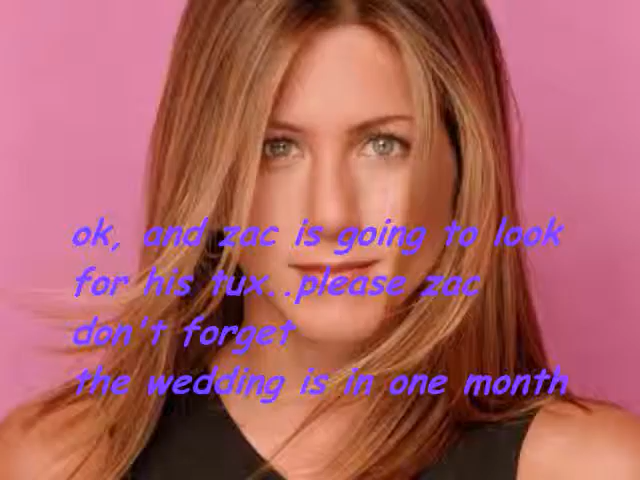 ok, and zac is going to look
for his tux..please zac
don't forget
the wedding is in one month